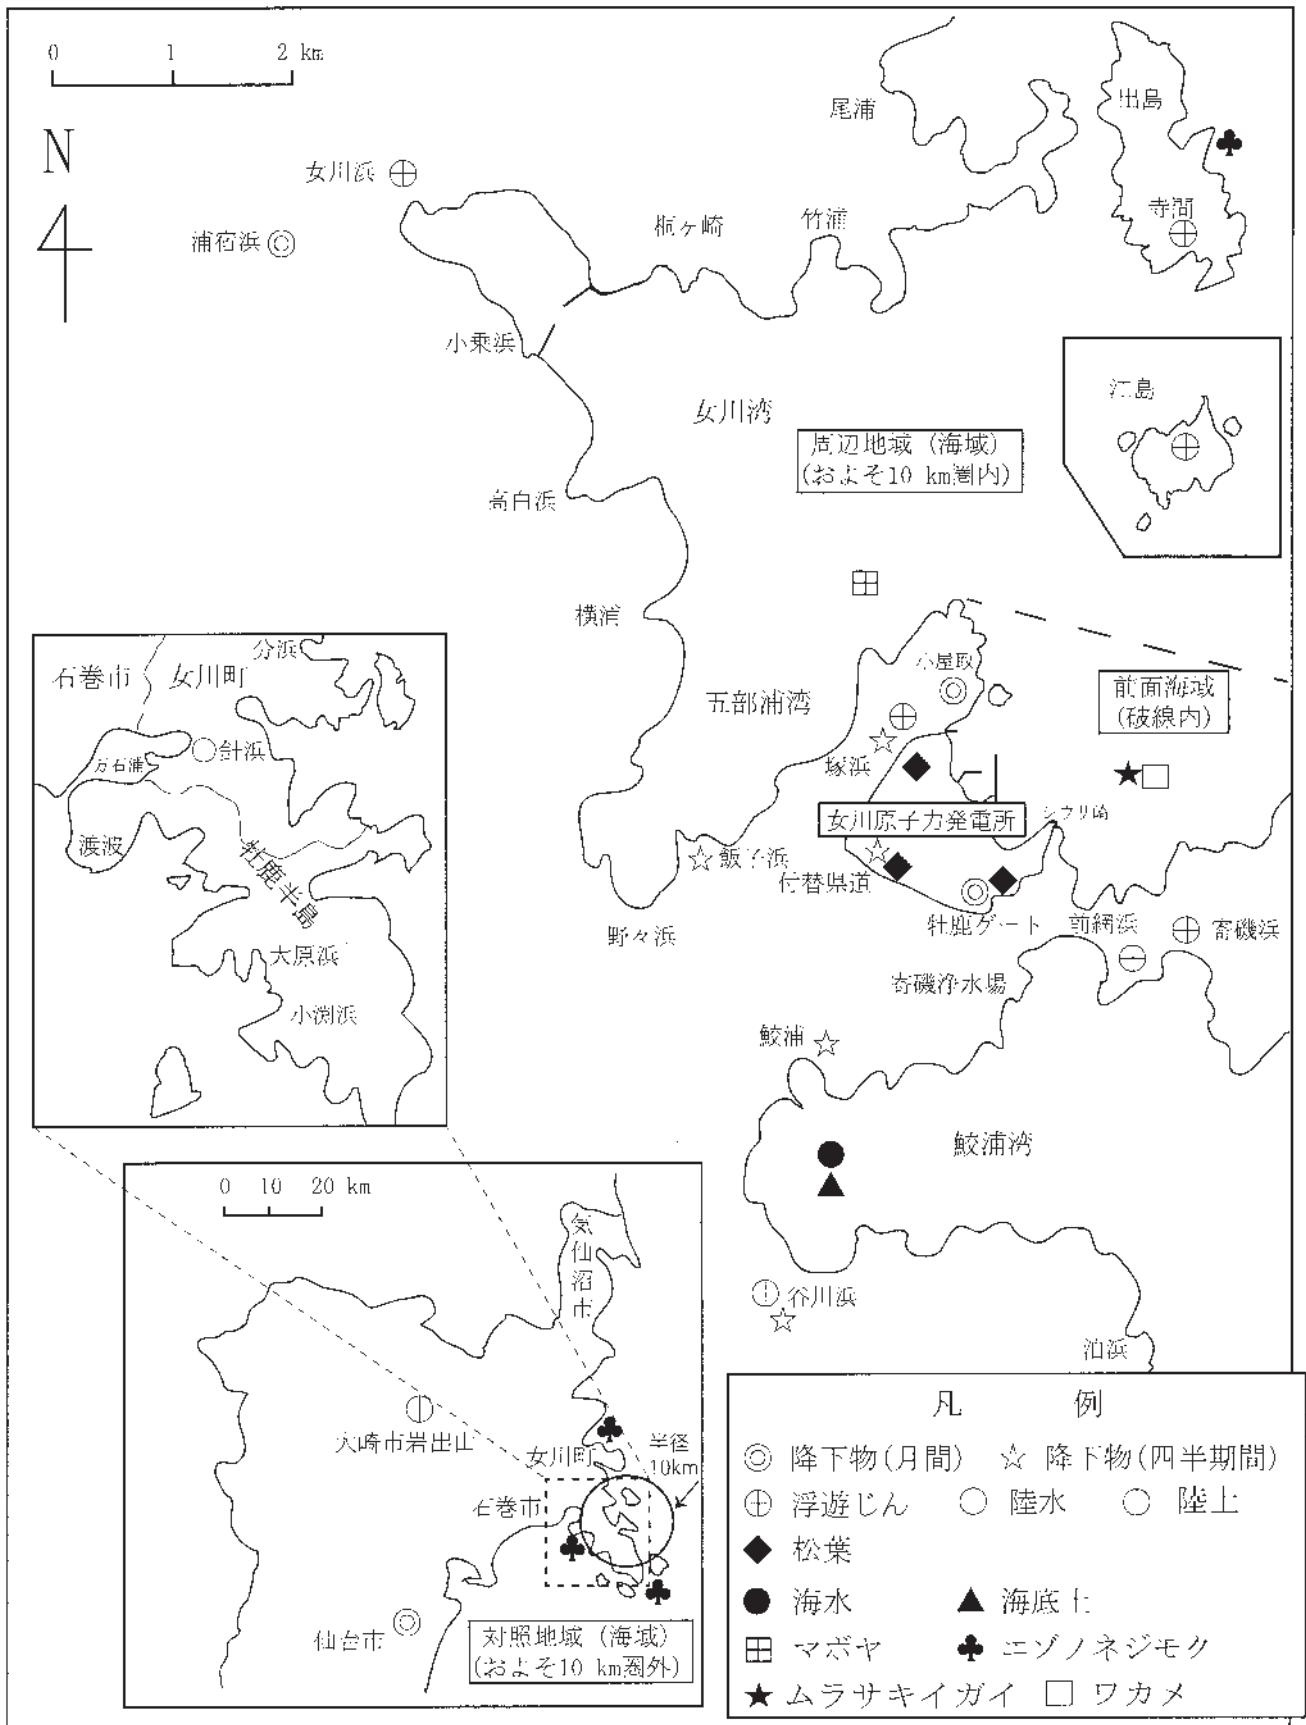 0 1 2 km
N
尾浦
出島
女川浜
寺間
浦宿浜
桐ヶ崎
竹浦
小乗浜
女川湾
江島
周辺地域 (海域)
(およそ10 km圏内)
高白浜
横浦
小屋取
五部浦湾
前面海域
(破線内)
塚浜
女川原子力発電所
シウリ崎
飯子浜
付替県道
野々浜
牡鹿ゲート
前網浜
寄磯浜
寄磯浄水場
鮫浦
鮫浦湾
谷川浜
泊浜
石巻市
女川町
分浜
万石浦
針浜
渡波
牡鹿半島
大原浜
小渕浜
0 10 20 km
気仙沼市
大崎市岩出山
女川町
半径
10km
石巻市
仙台市
対照地域 (海域)
(およそ10 km圏外)
凡 例
◎ 降下物(月間) ☆ 降下物(四半期間)
⊕ 浮遊じん ○ 陸水 ○ 陸土
◆ 松葉
● 海水 ▲ 海底土
田 マボヤ ♣ エゾノネジモク
★ ムラサキイガイ □ ワカメ